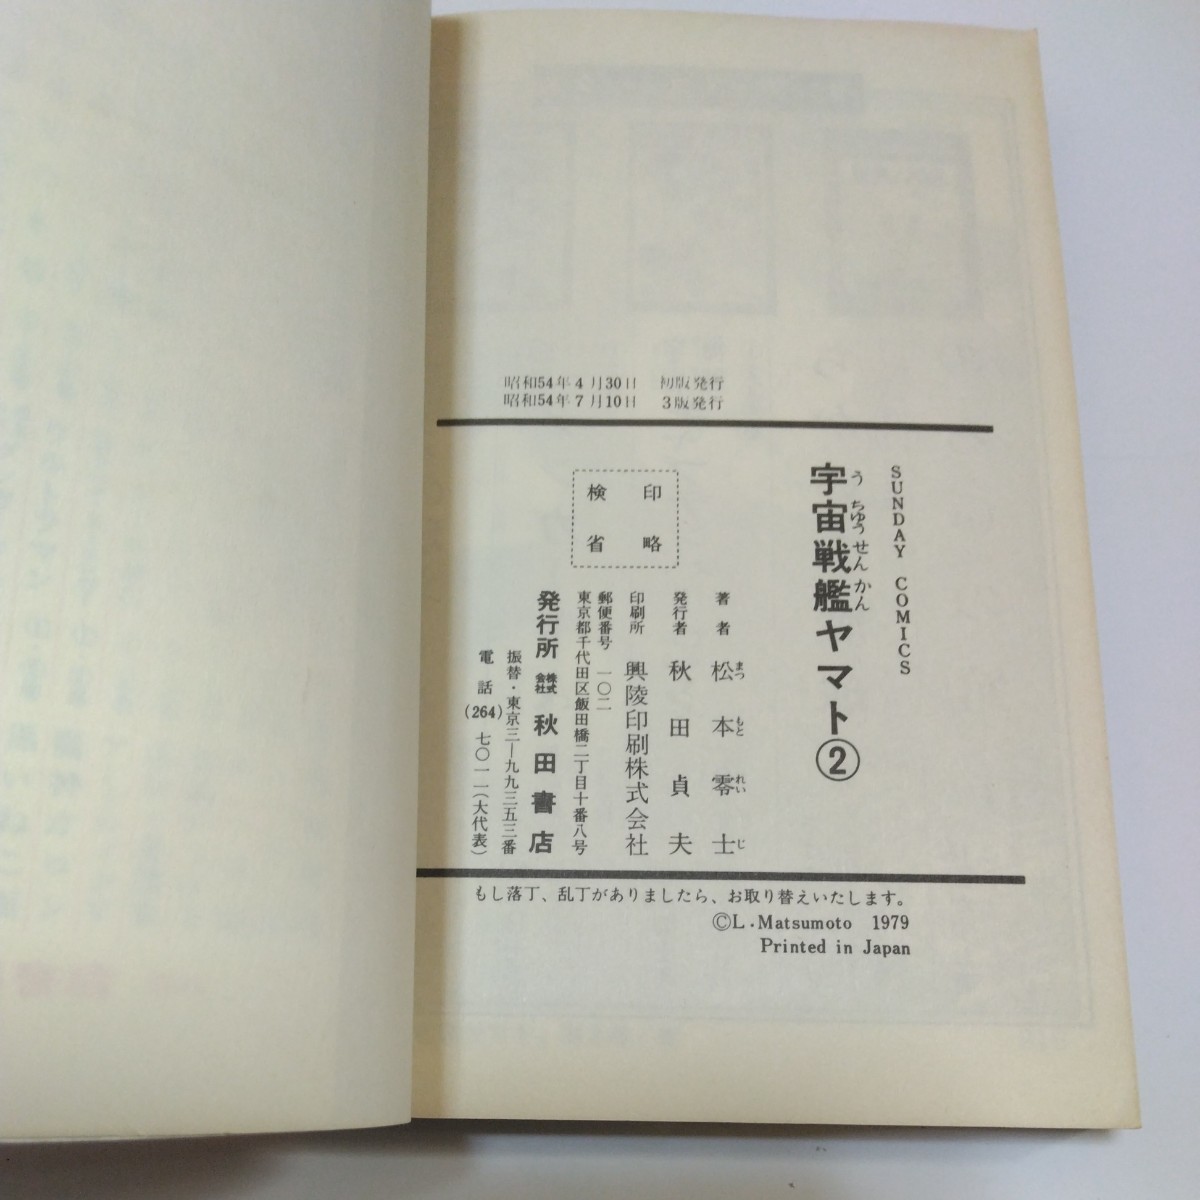 昭和54年4月30日 初版発行
昭和54年7月10日 3版発行
SUNDAY COMICS
宇宙戦艦ヤマト②
う ちゅう せん かん
著者 松本零士
まつ もと れい じ
発行者 秋田貞夫
印刷所 興陵印刷株式会社
検印
省略
郵便番号 一〇二
東京都千代田区飯田橋二丁目十番八号
発行所 株式会社 秋田書店
振替・東京三―九九三五三番
電話(264)七〇一一(大代表)
もし落丁、乱丁がありましたら、お取り替えいたします。
©L.Matsumoto 1979
Printed in Japan